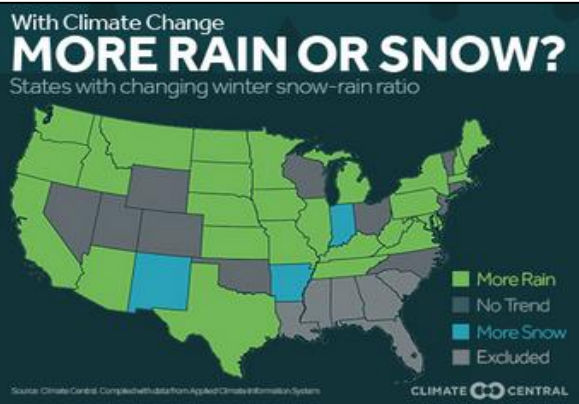 With Climate Change
MORE RAIN OR SNOW?
States with changing winter snow-rain ratio
More Rain
No Trend
More Snow
Excluded
Source: Climate Central. Compiled with data from Applied Climate Information System
CLIMATE CENTRAL